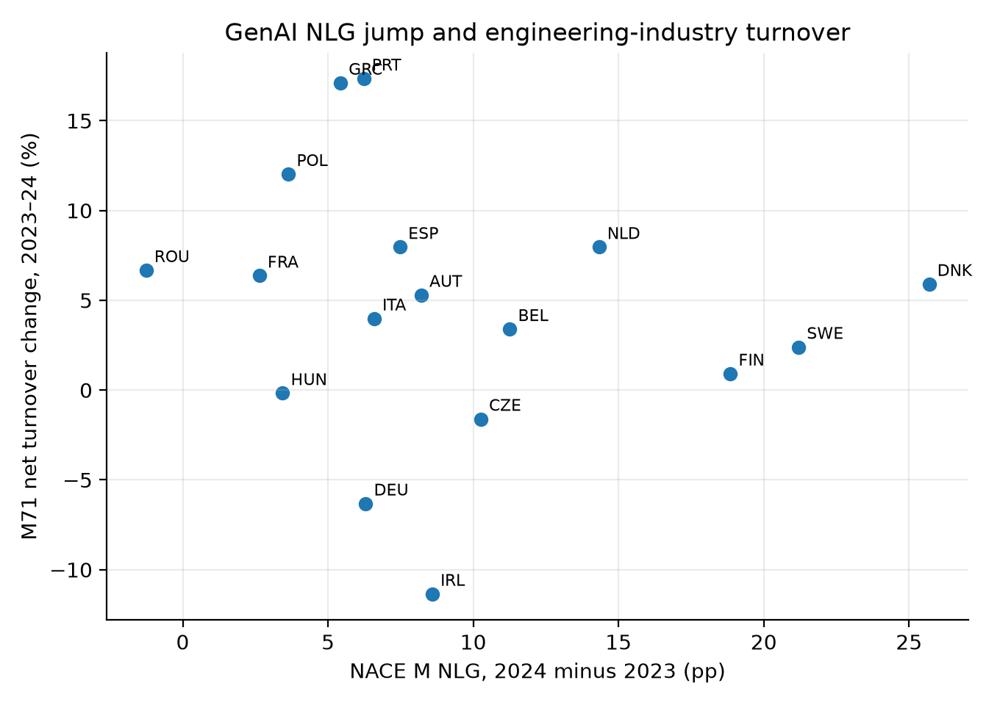 GenAI NLG jump and engineering-industry turnover
M71 net turnover change, 2023–24 (%)
15
10
5
0
−5
−10
GRC
PRT
POL
ESP
NLD
ROU
FRA
DNK
AUT
ITA
BEL
SWE
FIN
HUN
CZE
DEU
IRL
0
5
10
15
20
25
NACE M NLG, 2024 minus 2023 (pp)